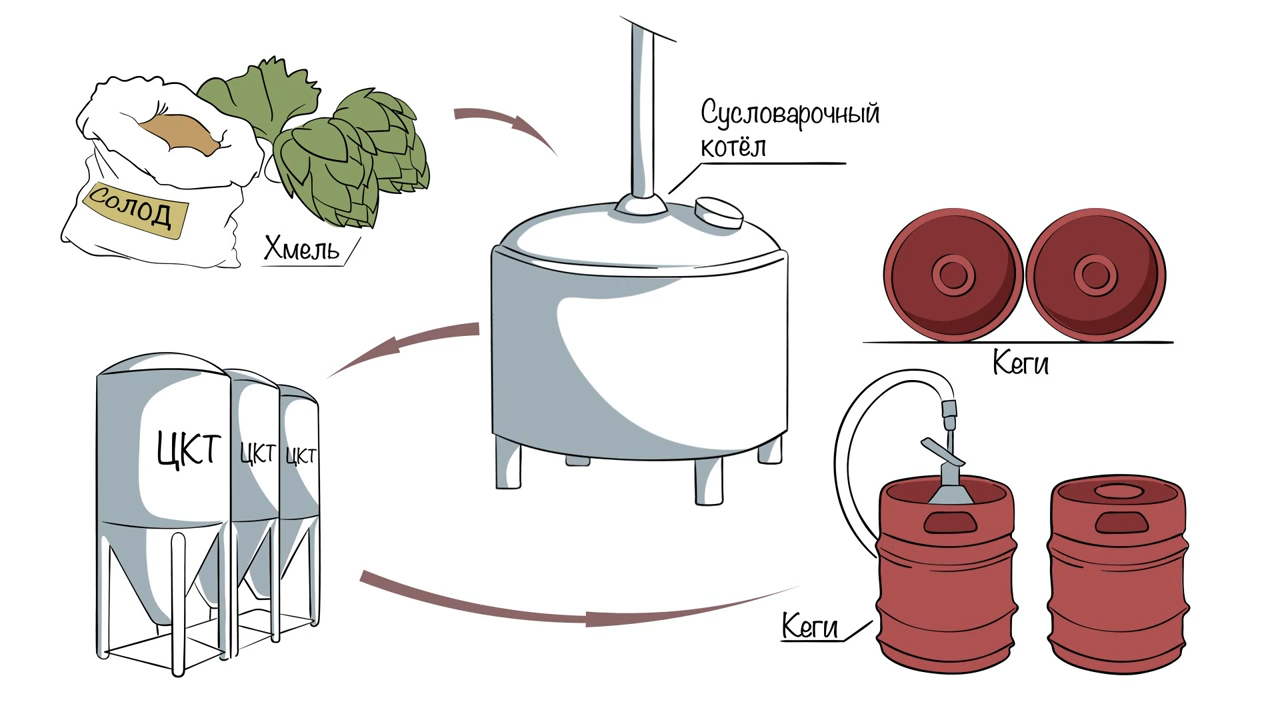 Солод
Хмель
Сусловарочный
котёл
ЦКТ
ЦКТ
ЦКТ
Кеги
Кеги